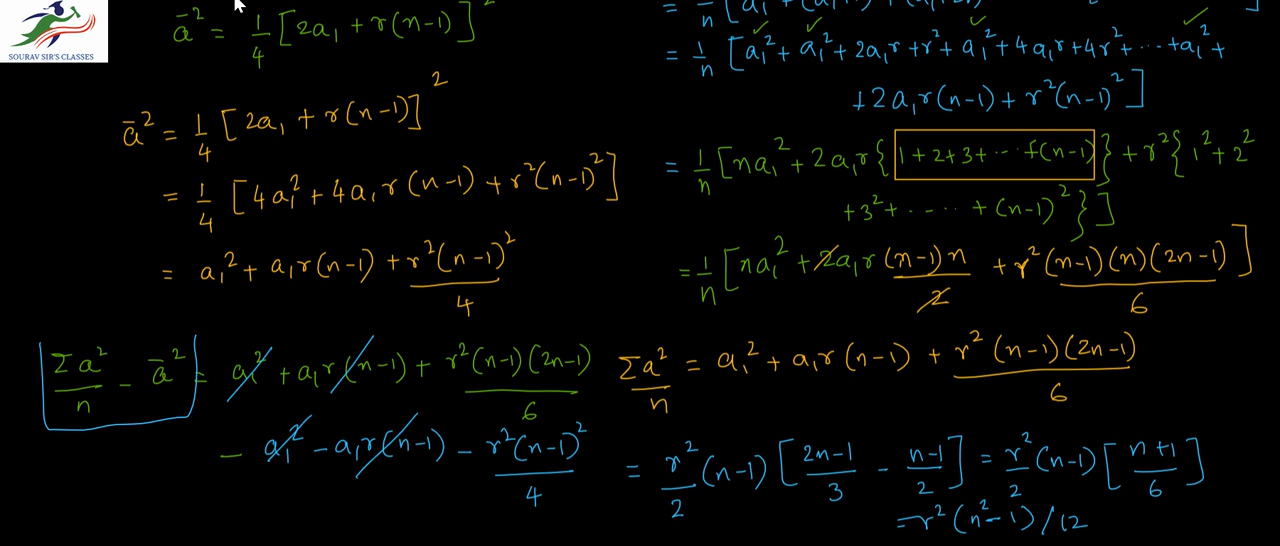 SOURAV SIR'S CLASSES
ā² = 1/4 [2a₁ + r(n-1)]²
ā² = 1/4 [2a₁ + r(n-1)]²
= 1/4 [4a₁² + 4a₁r(n-1) + r²(n-1)²]
= a₁² + a₁r(n-1) + r²(n-1)²/4
Σa²/n - ā² = a₁² + a₁r(n-1) + r²(n-1)(2n-1)/6
- a₁² - a₁r(n-1) - r²(n-1)²/4
= 1/n [a₁² + a₁² + 2a₁r + r² + a₁² + 4a₁r + 4r² + ... + a₁² +
+ 2a₁r(n-1) + r²(n-1)²]
= 1/n [na₁² + 2a₁r{1+2+3+ ... +(n-1)} + r²{1² + 2²
+ 3² + ..... + (n-1)²}]
= 1/n [na₁² + 2a₁r (n-1)n/2 + r² (n-1)(n)(2n-1)/6]
Σa²/n = a₁² + a₁r(n-1) + r²(n-1)(2n-1)/6
= r²/2 (n-1) [2n-1/3 - n-1/2] = r²/2 (n-1) [n+1/6]
= r²(n²-1)/12